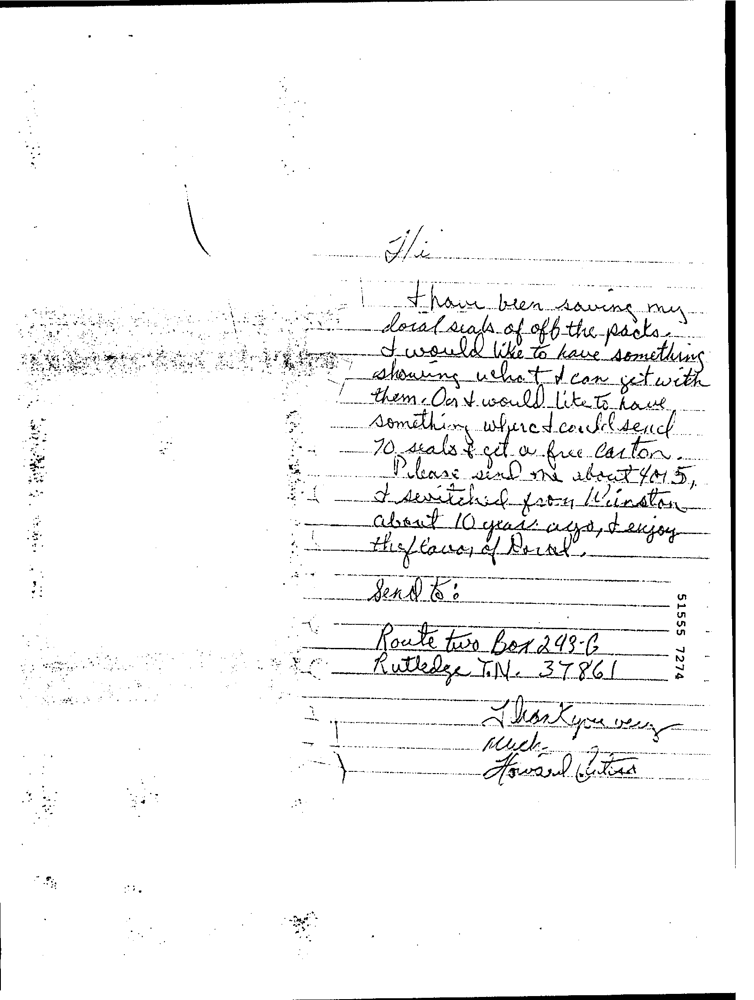 Hi
I have been saving my
doral seals of off the packs.
I would like to have something
showing what I can get with
them. Or I would like to have
something where I could send
70 seals & get a free carton.
Please send me about 4 or 5,
I switched from Winston
about 10 years ago, I enjoy
the flavor of Doral.
Send to:
Route two Box 293-G
Rutledge T.N. 37861
Thank you very
much
Howard
51555 7274